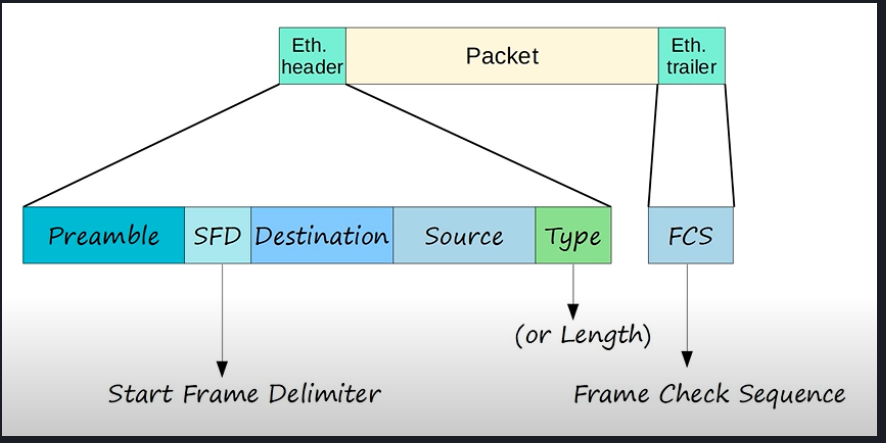 Eth.
header
Packet
Eth.
trailer
Preamble
SFD
Destination
Source
Type
FCS
(or Length)
Start Frame Delimiter
Frame Check Sequence